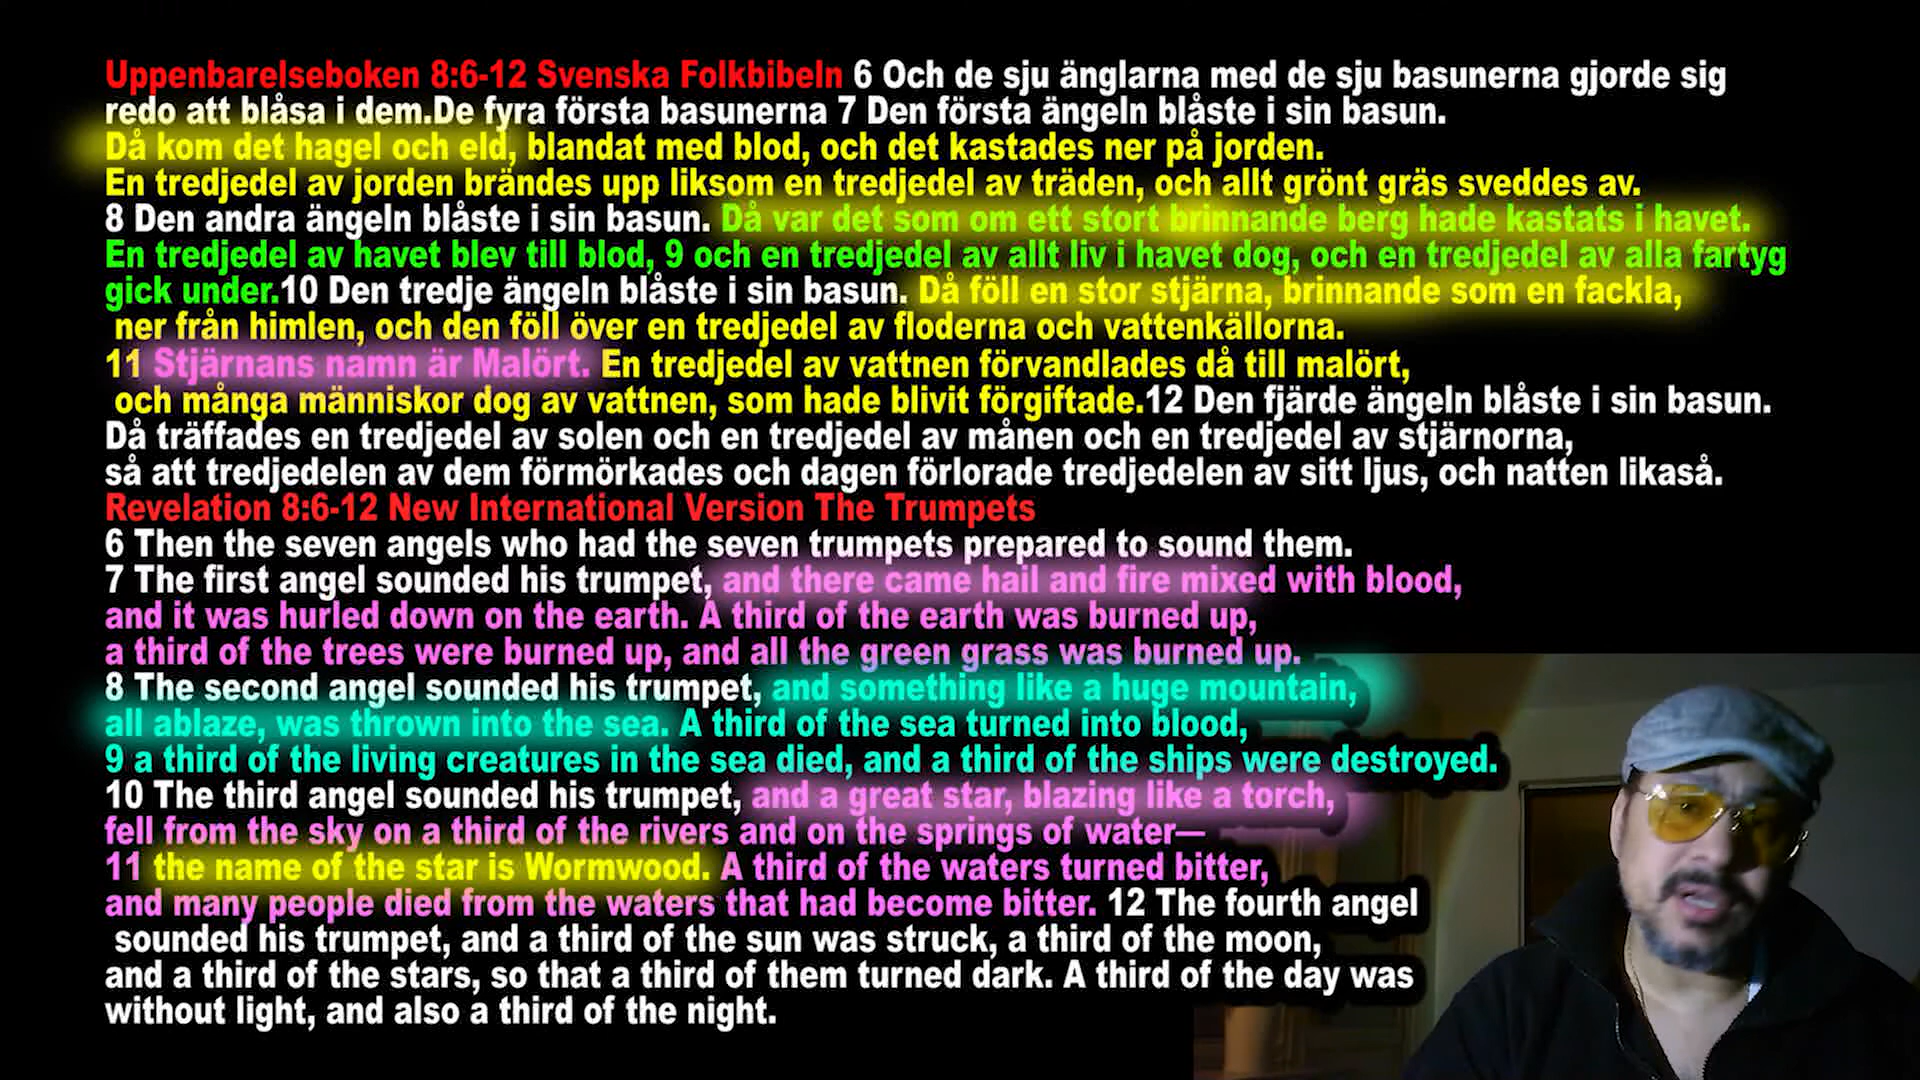 Uppenbarelseboken 8:6-12 Svenska Folkbibeln 6 Och de sju änglarna med de sju basunerna gjorde sig
redo att blåsa i dem.De fyra första basunerna 7 Den första ängeln blåste i sin basun.
Då kom det hagel och eld, blandat med blod, och det kastades ner på jorden.
En tredjedel av jorden brändes upp liksom en tredjedel av träden, och allt grönt gräs sveddes av.
8 Den andra ängeln blåste i sin basun. Då var det som om ett stort brinnande berg hade kastats i havet.
En tredjedel av havet blev till blod, 9 och en tredjedel av allt liv i havet dog, och en tredjedel av alla fartyg
gick under.10 Den tredje ängeln blåste i sin basun. Då föll en stor stjärna, brinnande som en fackla,
ner från himlen, och den föll över en tredjedel av floderna och vattenkällorna.
11 Stjärnans namn är Malört. En tredjedel av vattnen förvandlades då till malört,
och många människor dog av vattnen, som hade blivit förgiftade.12 Den fjärde ängeln blåste i sin basun.
Då träffades en tredjedel av solen och en tredjedel av månen och en tredjedel av stjärnorna,
så att tredjedelen av dem förmörkades och dagen förlorade tredjedelen av sitt ljus, och natten likaså.
Revelation 8:6-12 New International Version The Trumpets
6 Then the seven angels who had the seven trumpets prepared to sound them.
7 The first angel sounded his trumpet, and there came hail and fire mixed with blood,
and it was hurled down on the earth. A third of the earth was burned up,
a third of the trees were burned up, and all the green grass was burned up.
8 The second angel sounded his trumpet, and something like a huge mountain,
all ablaze, was thrown into the sea. A third of the sea turned into blood,
9 a third of the living creatures in the sea died, and a third of the ships were destroyed.
10 The third angel sounded his trumpet, and a great star, blazing like a torch,
fell from the sky on a third of the rivers and on the springs of water—
11 the name of the star is Wormwood. A third of the waters turned bitter,
and many people died from the waters that had become bitter. 12 The fourth angel
sounded his trumpet, and a third of the sun was struck, a third of the moon,
and a third of the stars, so that a third of them turned dark. A third of the day was
without light, and also a third of the night.